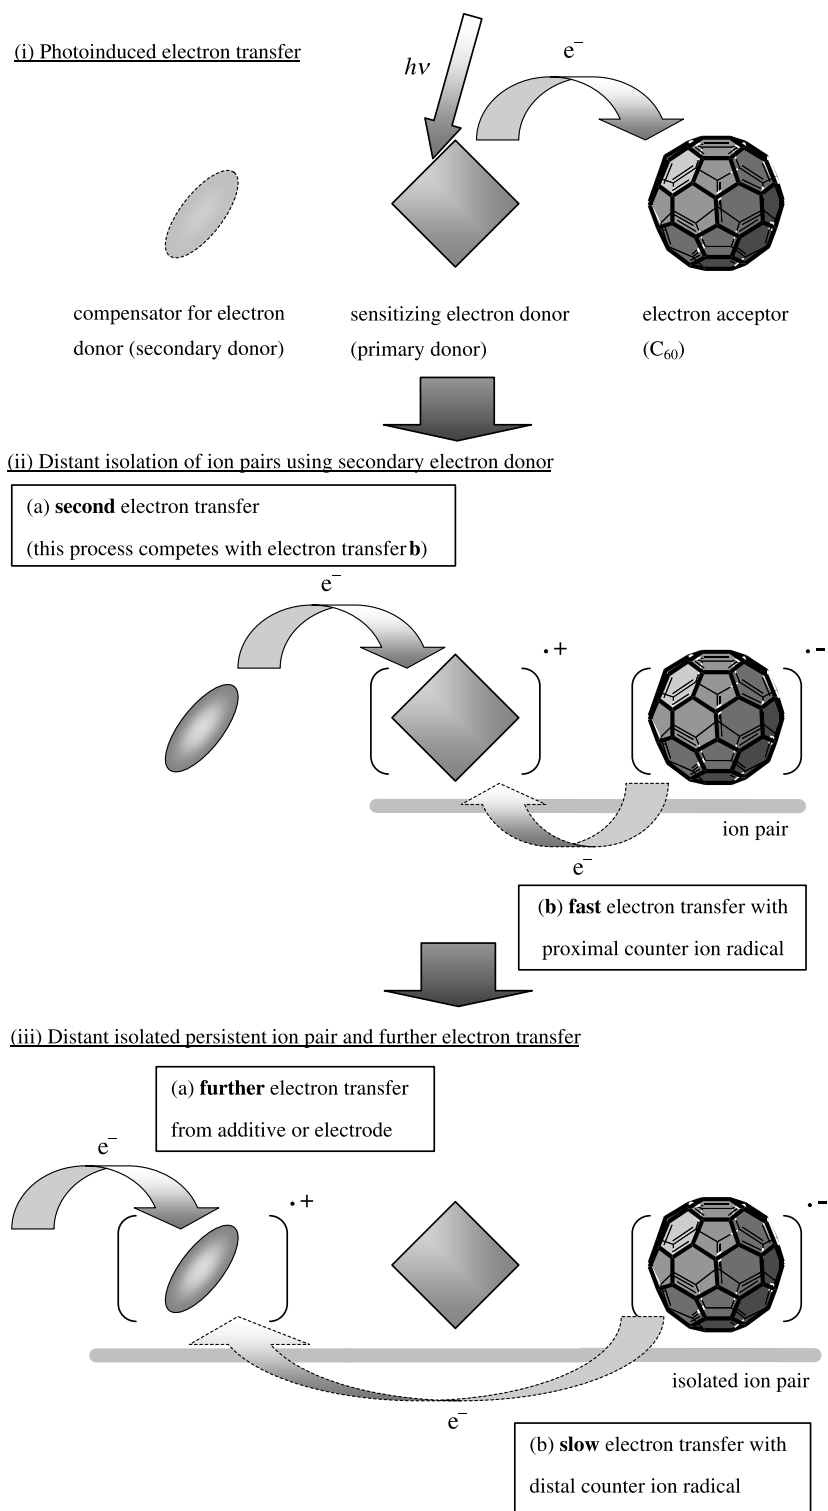 (i) Photoinduced electron transfer
hν
e⁻
compensator for electron
donor (secondary donor)
sensitizing electron donor
(primary donor)
electron acceptor
(C₆₀)
(ii) Distant isolation of ion pairs using secondary electron donor
(a) second electron transfer
(this process competes with electron transfer b)
e⁻
·+
·−
ion pair
e⁻
(b) fast electron transfer with
proximal counter ion radical
(iii) Distant isolated persistent ion pair and further electron transfer
(a) further electron transfer
from additive or electrode
e⁻
·+
·−
isolated ion pair
e⁻
(b) slow electron transfer with
distal counter ion radical